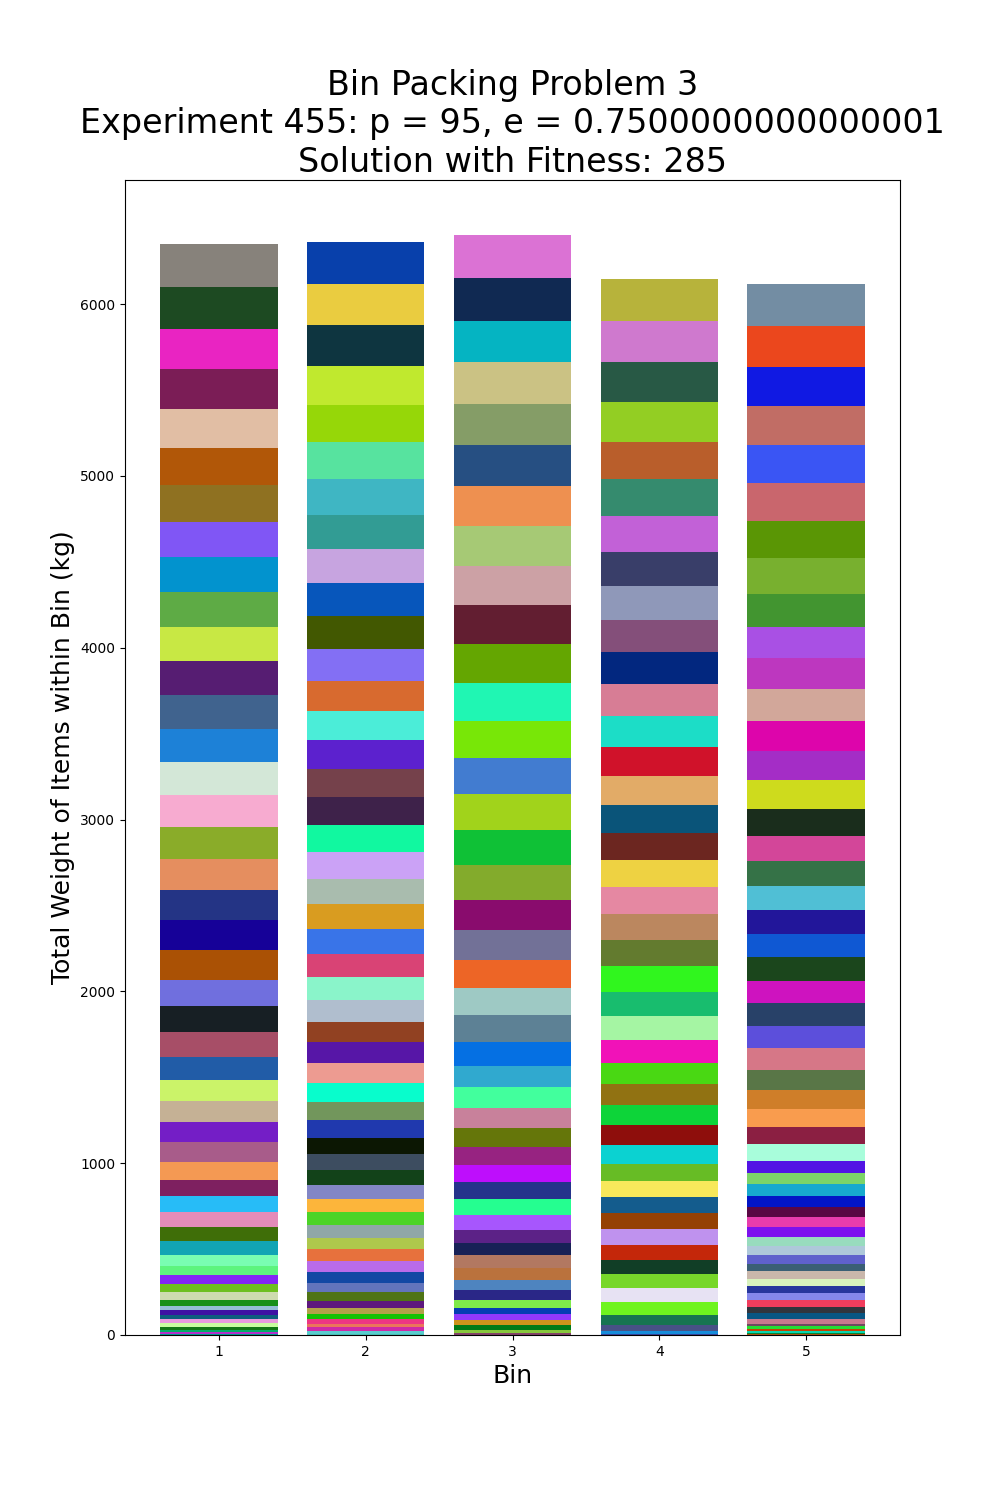 Bin Packing Problem 3
Experiment 455: p = 95, e = 0.7500000000000001
Solution with Fitness: 285
Total Weight of Items within Bin (kg)
6000
5000
4000
3000
2000
1000
0
1 2 3 4 5
Bin